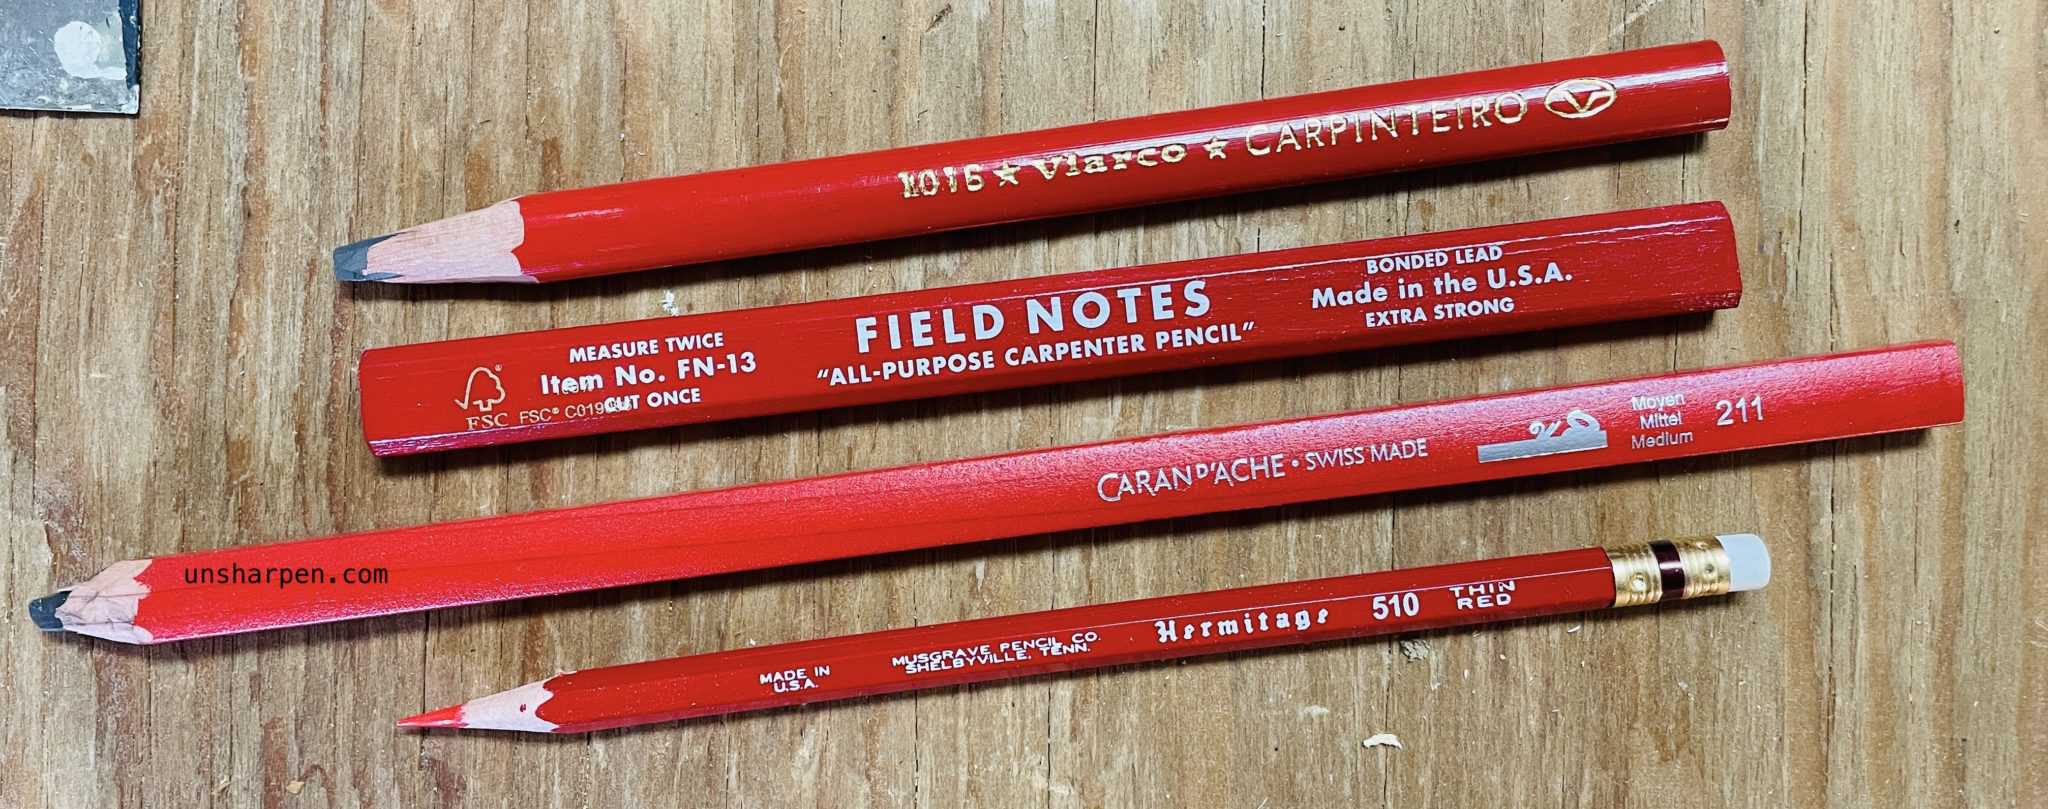 1016 ★ Viarco ★ CARPINTEIRO V
MEASURE TWICE
Item No. FN-13
CUT ONCE
FSC® C019
FSC
FIELD NOTES
"ALL-PURPOSE CARPENTER PENCIL"
BONDED LEAD
Made in the U.S.A.
EXTRA STRONG
CARAN D'ACHE • SWISS MADE
Moyen
Mittel
Medium
211
unsharpen.com
MADE IN
U.S.A.
MUSGRAVE PENCIL CO.
SHELBYVILLE, TENN.
Hermitage
510
THIN
RED